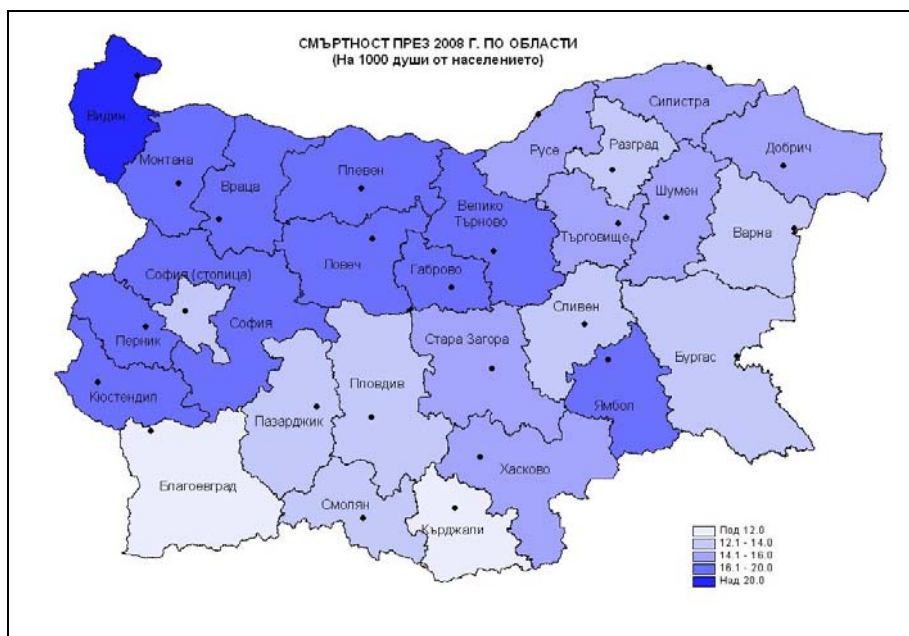 СМЪРТНОСТ ПРЕЗ 2008 Г. ПО ОБЛАСТИ
(На 1000 души от населението)
Видин
Монтана
Враца
Плевен
Велико
Търново
Русе
Разград
Силистра
Добрич
Шумен
Търговище
Варна
Ловеч
Габрово
София (столица)
София
Перник
Кюстендил
Сливен
Бургас
Стара Загора
Ямбол
Пловдив
Пазарджик
Хасково
Благоевград
Смолян
Кърджали
Под 12.0
12.1 - 14.0
14.1 - 16.0
16.1 - 20.0
Над 20.0